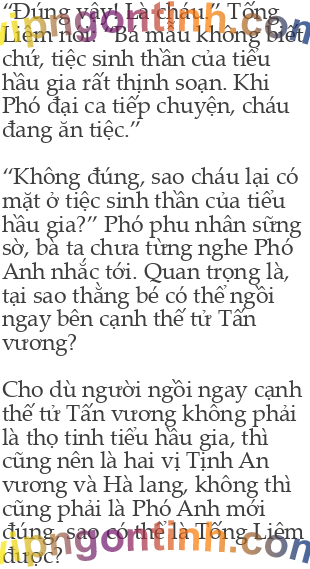 “Đúng vậy! Là cháu!” Tống
Liêm nói. “Bá mẫu không biết
chứ, tiệc sinh thần của tiểu
hầu gia rất thịnh soạn. Khi
Phó đại ca tiếp chuyện, cháu
đang ăn tiệc.”
“Không đúng, sao cháu lại có
mặt ở tiệc sinh thần của tiểu
hầu gia?” Phó phu nhân sững
sờ, bà ta chưa từng nghe Phó
Anh nhắc tới. Quan trọng là,
tại sao thằng bé có thể ngồi
ngay bên cạnh thế tử Tấn
vương?
Cho dù người ngồi ngay cạnh
thế tử Tấn vương không phải
là thọ tinh tiểu hầu gia, thì
cũng nên là hai vị Tịnh An
vương và Hà lang, không thì
cũng phải là Phó Anh mới
đúng, sao có thể là Tống Liêm
được?
vipngontinh.com
vipngontinh.com